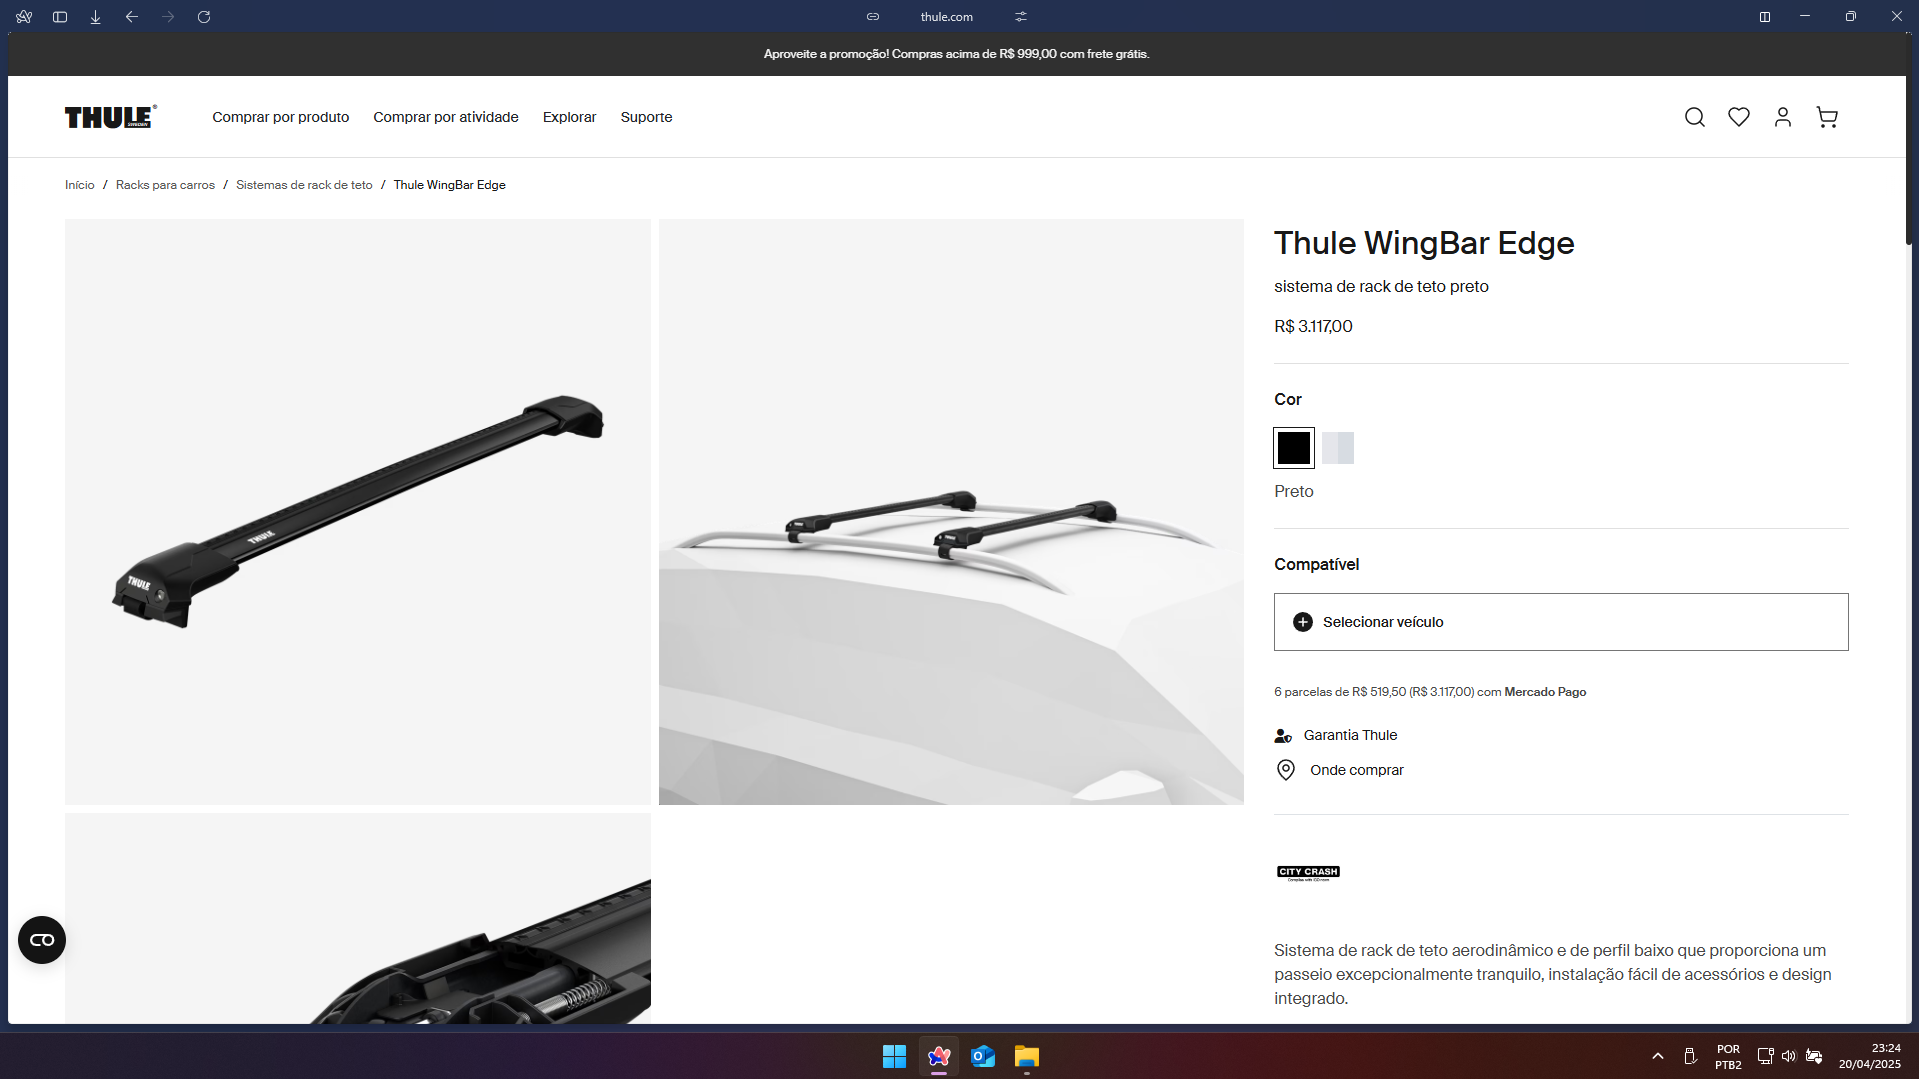 thule.com
Aproveite a promoção! Compras acima de R$ 999,00 com frete grátis.
THULE®
SWEDEN
Comprar por produto
Comprar por atividade
Explorar
Suporte
Início / Racks para carros / Sistemas de rack de teto / Thule WingBar Edge
THULE
THULE
Thule WingBar Edge
sistema de rack de teto preto
R$ 3.117,00
Cor
Preto
Compatível
Selecionar veículo
6 parcelas de R$ 519,50 (R$ 3.117,00) com Mercado Pago
Garantia Thule
Onde comprar
CITY CRASH
Sistema de rack de teto aerodinâmico e de perfil baixo que proporciona um
passeio excepcionalmente tranquilo, instalação fácil de acessórios e design
integrado.
POR
PTB2
23:24
20/04/2025